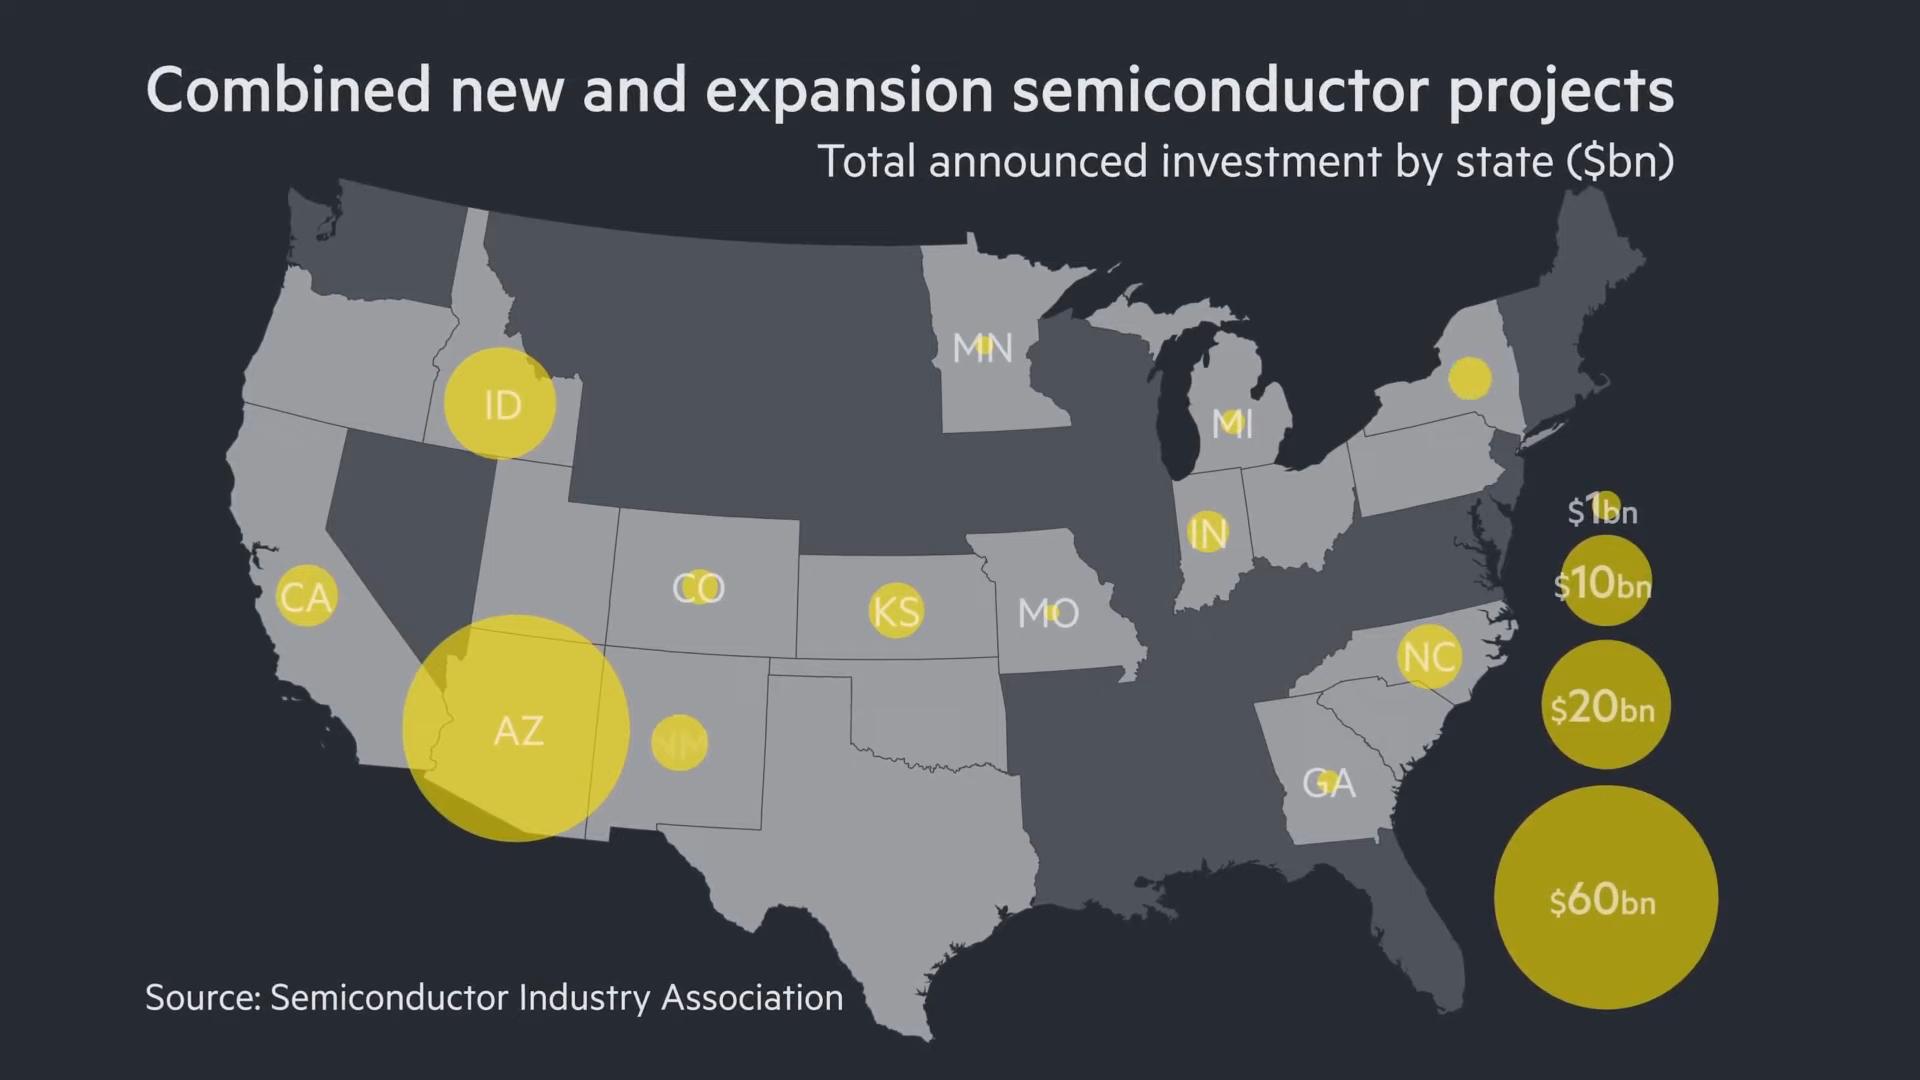 Combined new and expansion semiconductor projects
Total announced investment by state ($bn)
MN
ID
MI
$1bn
IN
$10bn
CO
CA
KS
MO
NC
$20bn
AZ
NM
GA
$60bn
Source: Semiconductor Industry Association